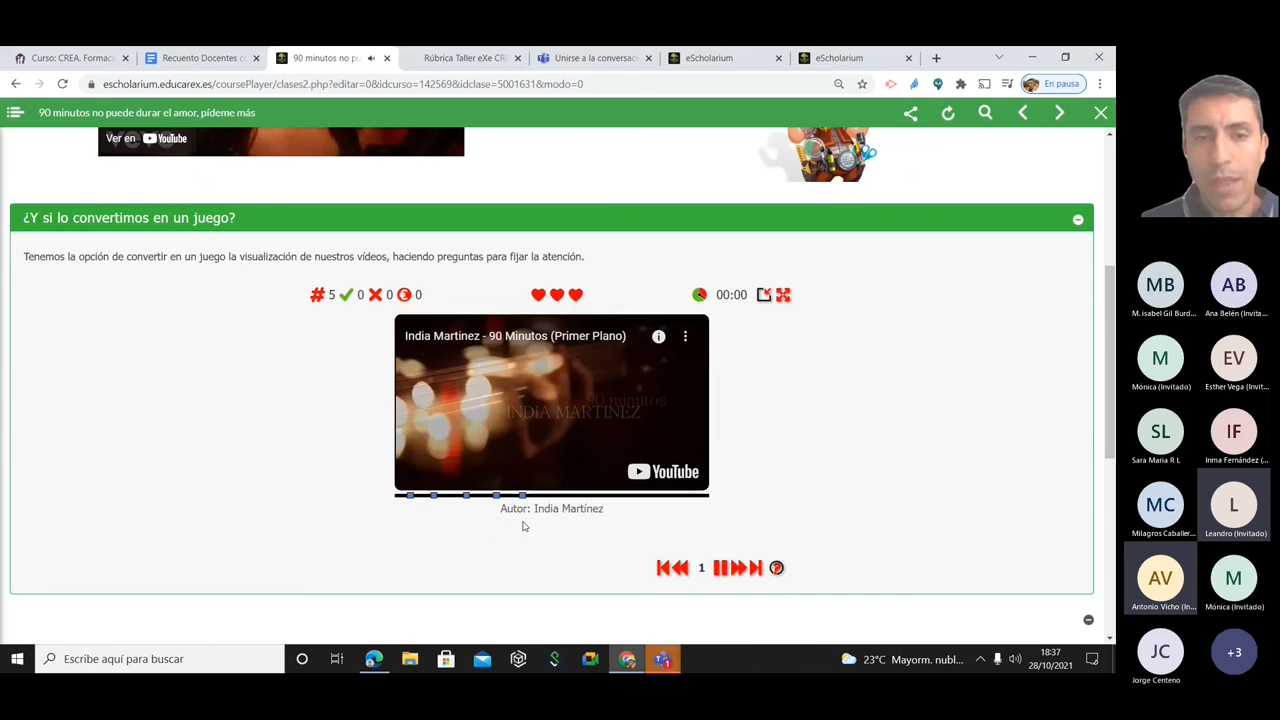 Curso: CREA. Formaci
Recuento Docentes c
90 minutos no pu
Rúbrica Taller eXe CR
Unirse a la conversac
eScholarium
eScholarium
escholarium.educarex.es/coursePlayer/clases2.php?editar=0&idcurso=142569&idclase=5001631&modo=0
En pausa
90 minutos no puede durar el amor, pídeme más
Ver en YouTube
¿Y si lo convertimos en un juego?
Tenemos la opción de convertir en un juego la visualización de nuestros vídeos, haciendo preguntas para fijar la atención.
5 0 0 0 00:00
India Martinez - 90 Minutos (Primer Plano)
90 minutos
INDIA MARTINEZ
YouTube
Autor: India Martínez
1
Escribe aquí para buscar
23°C Mayorm. nubl...
18:37
28/10/2021
MB AB
M. isabel Gil Burd... Ana Belén (Invita...
M EV
Mónica (Invitado) Esther Vega (Invit...
SL IF
Sara Maria R L Inma Fernández (...
MC L
Milagros Caballer... Leandro (Invitado)
AV M
Antonio Vicho (In... Mónica (Invitado)
JC +3
Jorge Centeno